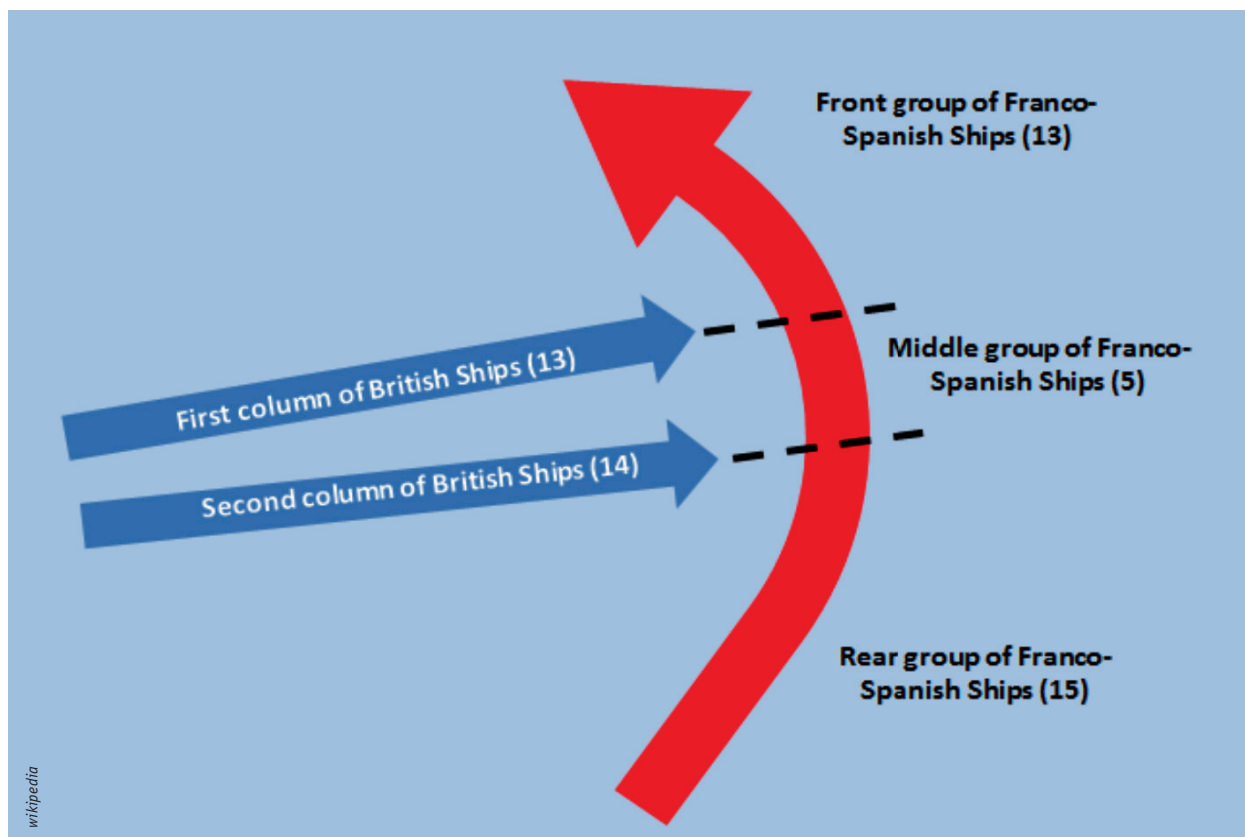 Front group of Franco-
Spanish Ships (13)
First column of British Ships (13)
Middle group of Franco-
Spanish Ships (5)
Second column of British Ships (14)
Rear group of Franco-
Spanish Ships (15)
wikipedia